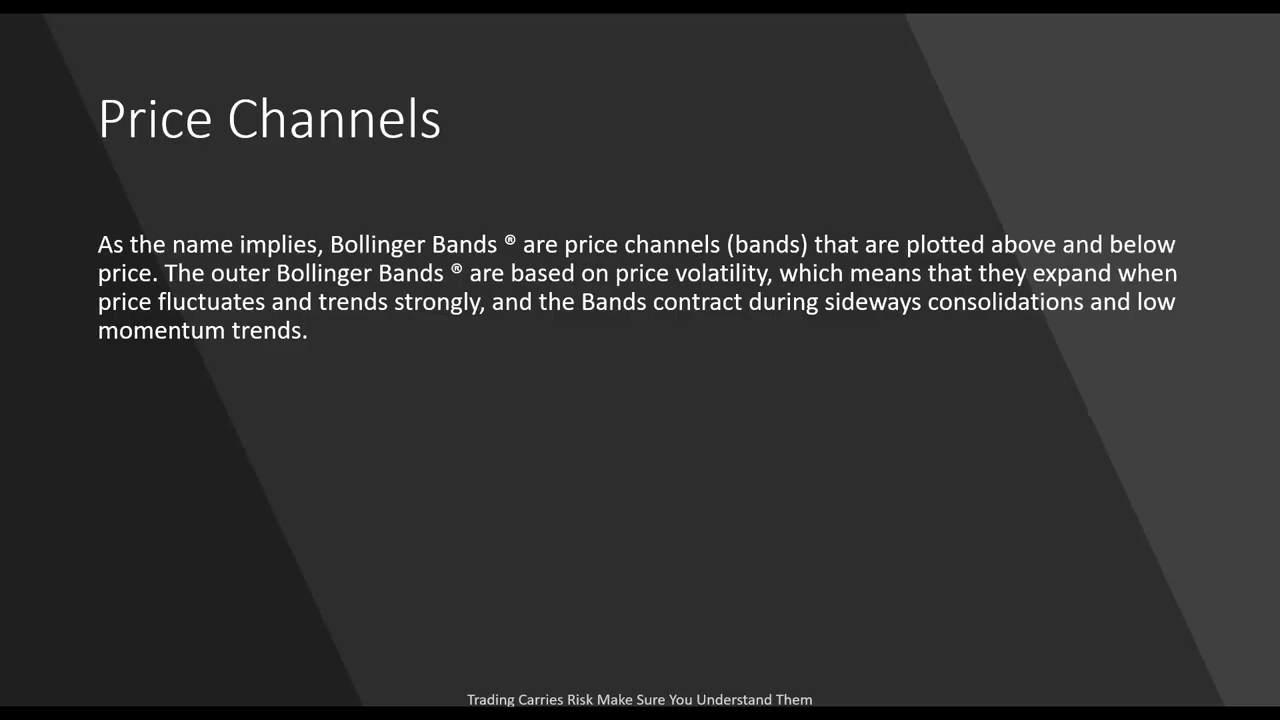 Price Channels
As the name implies, Bollinger Bands ® are price channels (bands) that are plotted above and below
price. The outer Bollinger Bands ® are based on price volatility, which means that they expand when
price fluctuates and trends strongly, and the Bands contract during sideways consolidations and low
momentum trends.
Trading Carries Risk Make Sure You Understand Them